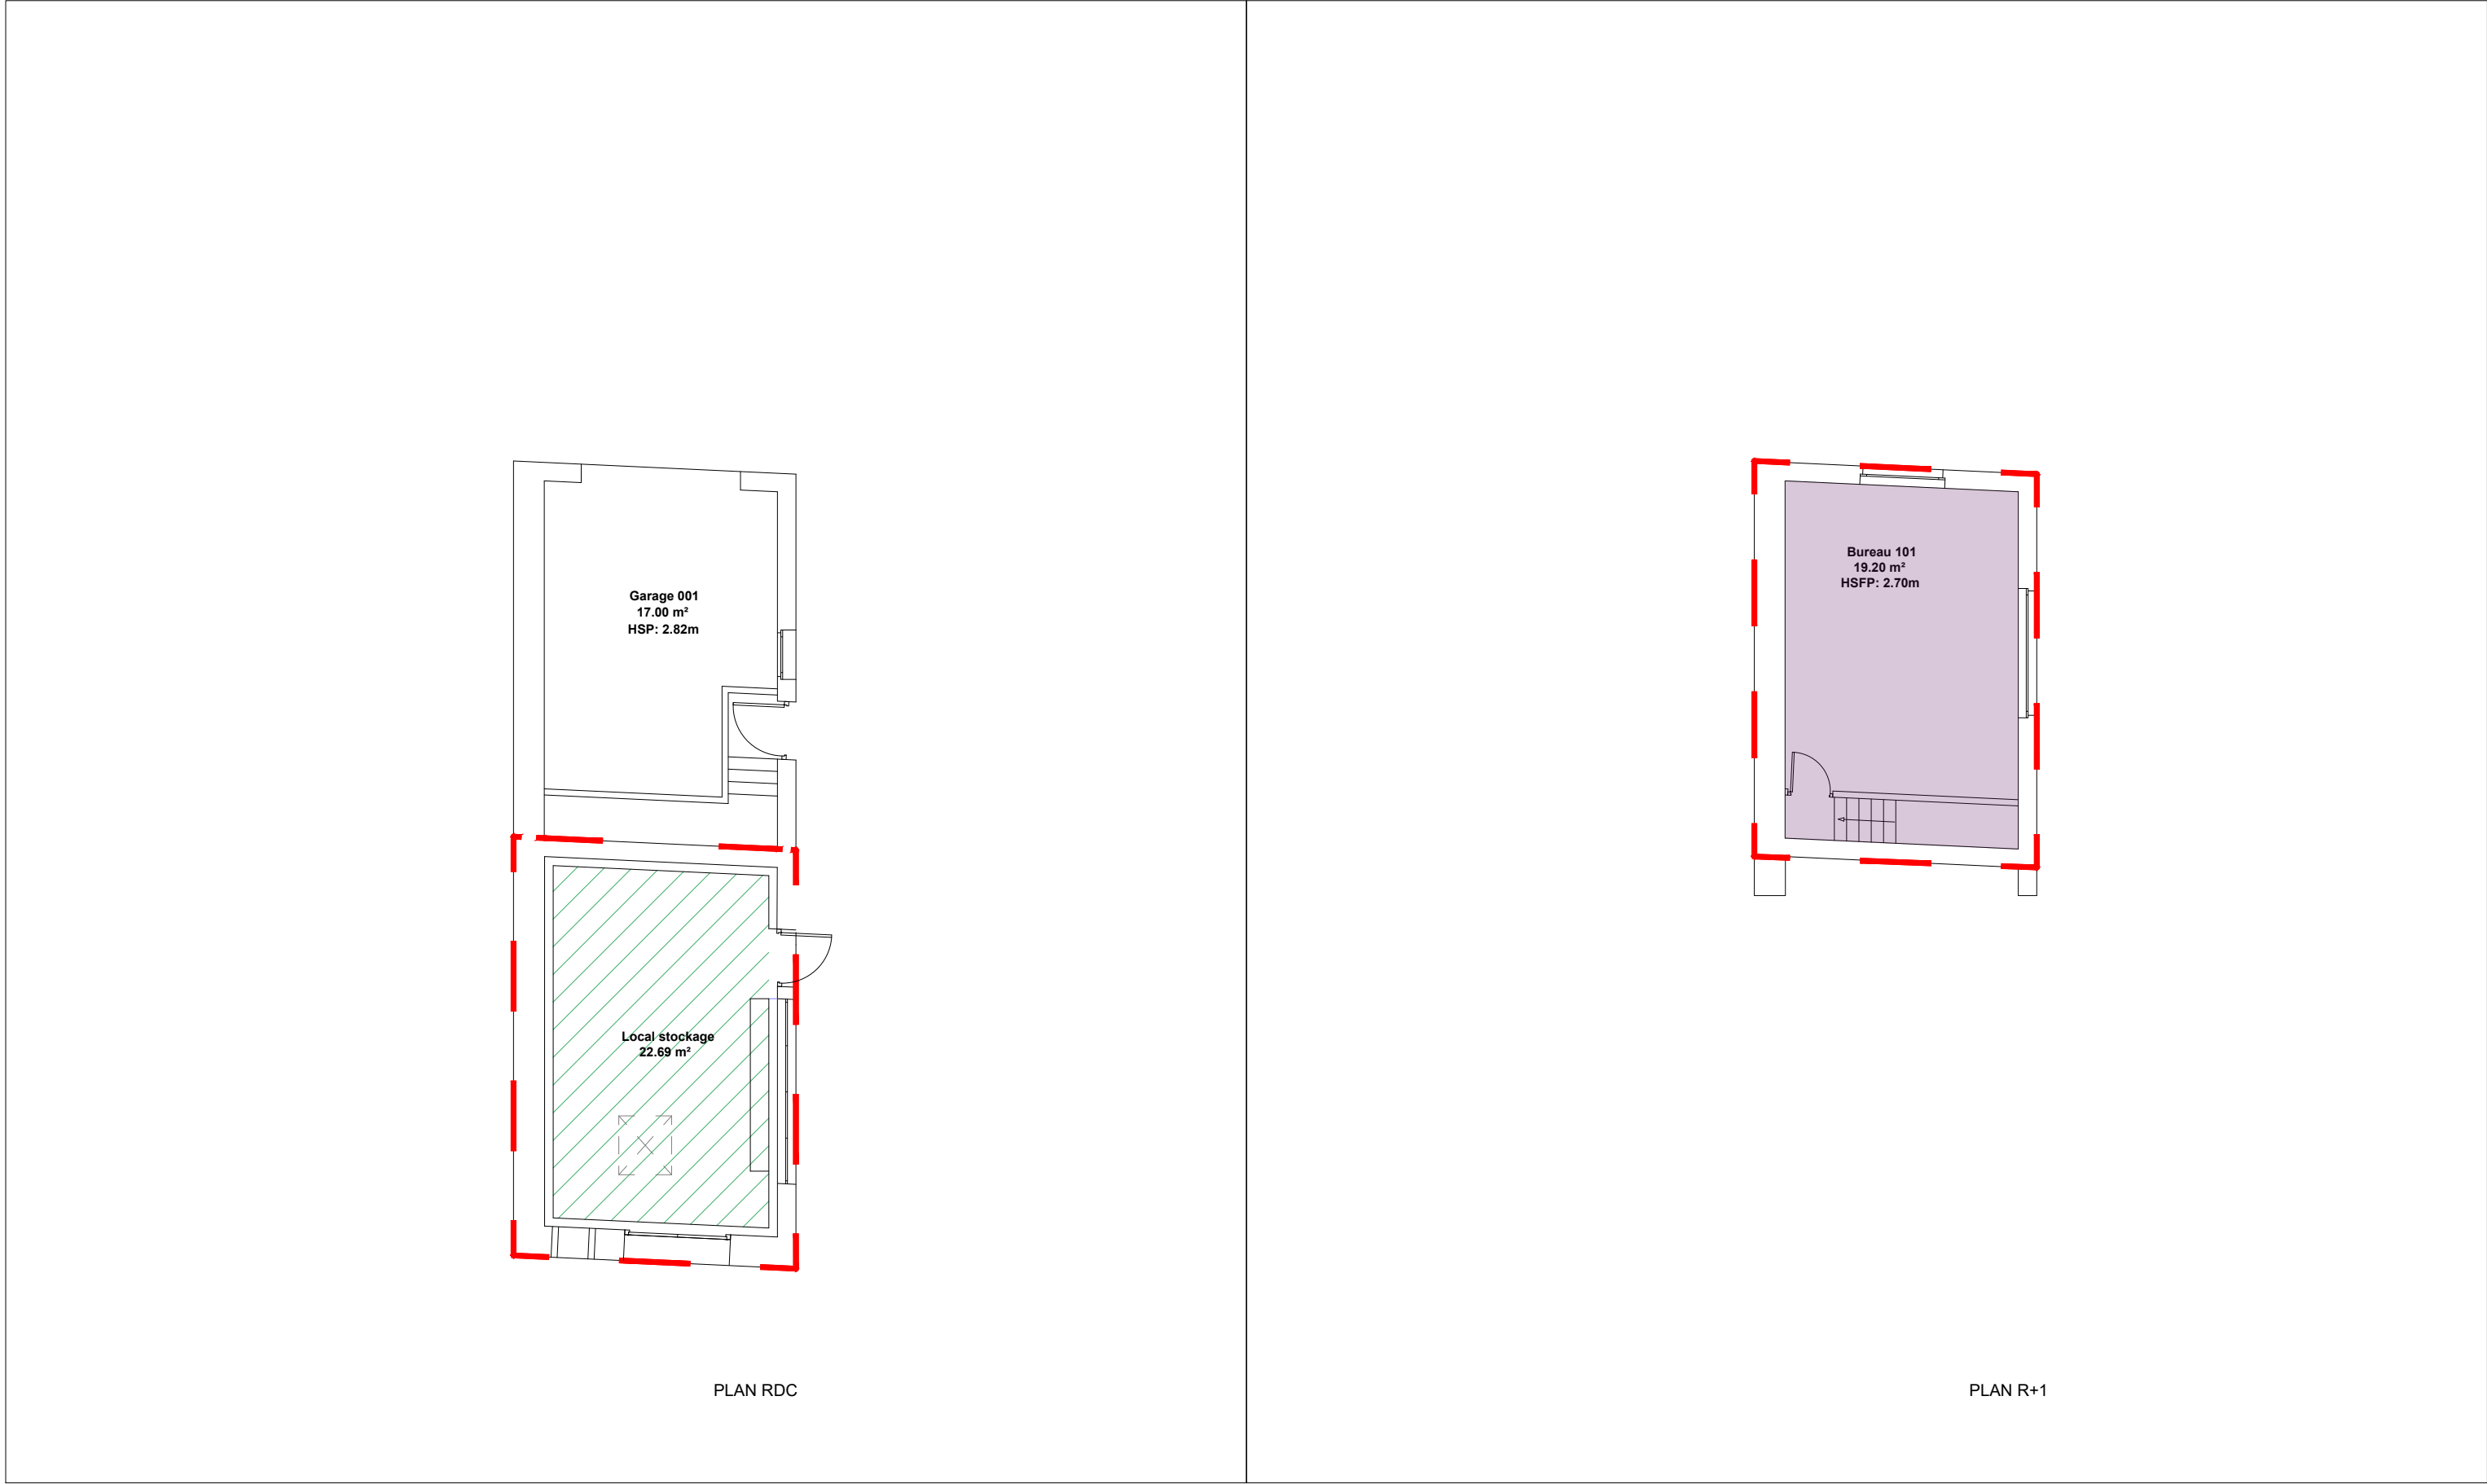 Garage 001
17.00 m²
HSP: 2.82m
Local stockage
22.69 m²
PLAN RDC
Bureau 101
19.20 m²
HSFP: 2.70m
PLAN R+1